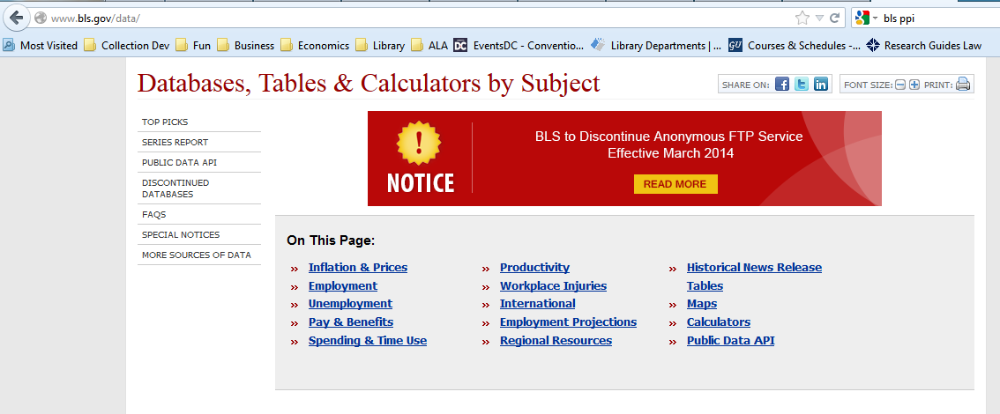 www.bls.gov/data/
bls ppi
Most Visited Collection Dev Fun Business Economics Library ALA DC EventsDC - Conventio... Library Departments | ... GU Courses & Schedules -... Research Guides Law
Databases, Tables & Calculators by Subject
SHARE ON: FONT SIZE: PRINT:
TOP PICKS
SERIES REPORT
PUBLIC DATA API
DISCONTINUED
DATABASES
FAQS
SPECIAL NOTICES
MORE SOURCES OF DATA
NOTICE
BLS to Discontinue Anonymous FTP Service
Effective March 2014
READ MORE
On This Page:
Inflation & Prices
Employment
Unemployment
Pay & Benefits
Spending & Time Use
Productivity
Workplace Injuries
International
Employment Projections
Regional Resources
Historical News Release
Tables
Maps
Calculators
Public Data API